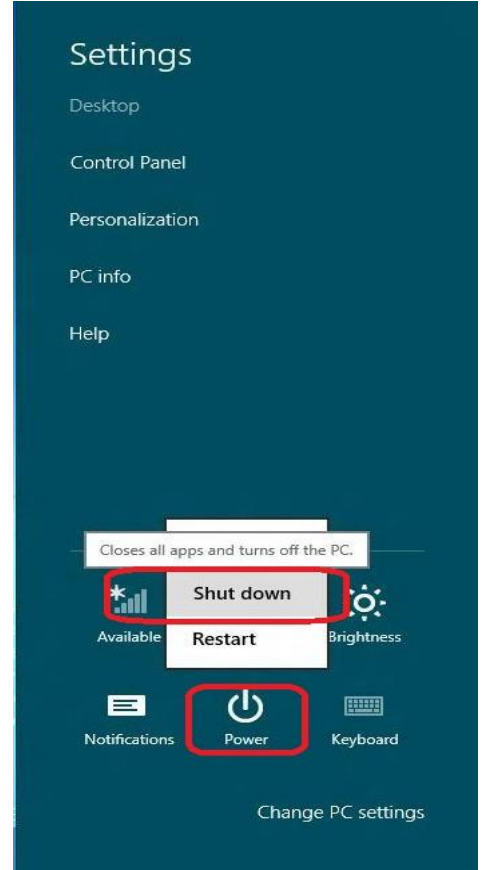 Settings
Desktop
Control Panel
Personalization
PC info
Help
Closes all apps and turns off the PC.
Shut down
Available
Restart
Brightness
Notifications
Power
Keyboard
Change PC settings